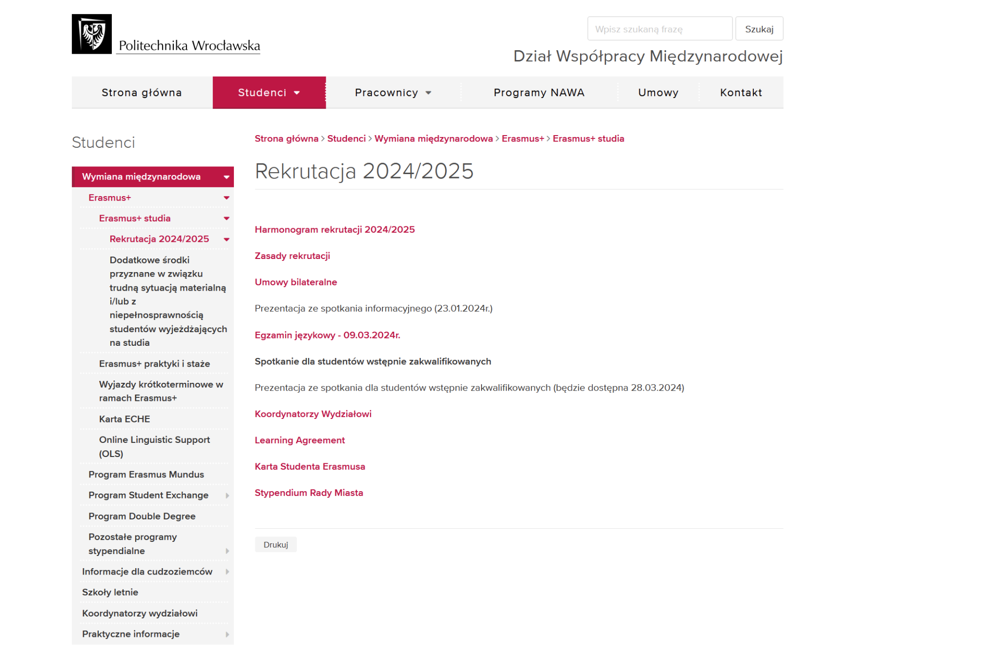 Politechnika Wrocławska
Wpisz szukaną frazę
Szukaj
Dział Współpracy Międzynarodowej
Strona główna
Studenci
Pracownicy
Programy NAWA
Umowy
Kontakt
Studenci
Wymiana międzynarodowa
Erasmus+
Erasmus+ studia
Rekrutacja 2024/2025
Dodatkowe środki
przyznane w związku
trudną sytuacją materialną
i/lub z
niepełnosprawnością
studentów wyjeżdżających
na studia
Erasmus+ praktyki i staże
Wyjazdy krótkoterminowe w
ramach Erasmus+
Karta ECHE
Online Linguistic Support
(OLS)
Program Erasmus Mundus
Program Student Exchange
Program Double Degree
Pozostałe programy
stypendialne
Informacje dla cudzoziemców
Szkoły letnie
Koordynatorzy wydziałowi
Praktyczne informacje
Strona główna > Studenci > Wymiana międzynarodowa > Erasmus+ > Erasmus+ studia
Rekrutacja 2024/2025
Harmonogram rekrutacji 2024/2025
Zasady rekrutacji
Umowy bilateralne
Prezentacja ze spotkania informacyjnego (23.01.2024r.)
Egzamin językowy - 09.03.2024r.
Spotkanie dla studentów wstępnie zakwalifikowanych
Prezentacja ze spotkania dla studentów wstępnie zakwalifikowanych (będzie dostępna 28.03.2024)
Koordynatorzy Wydziałowi
Learning Agreement
Karta Studenta Erasmusa
Stypendium Rady Miasta
Drukuj